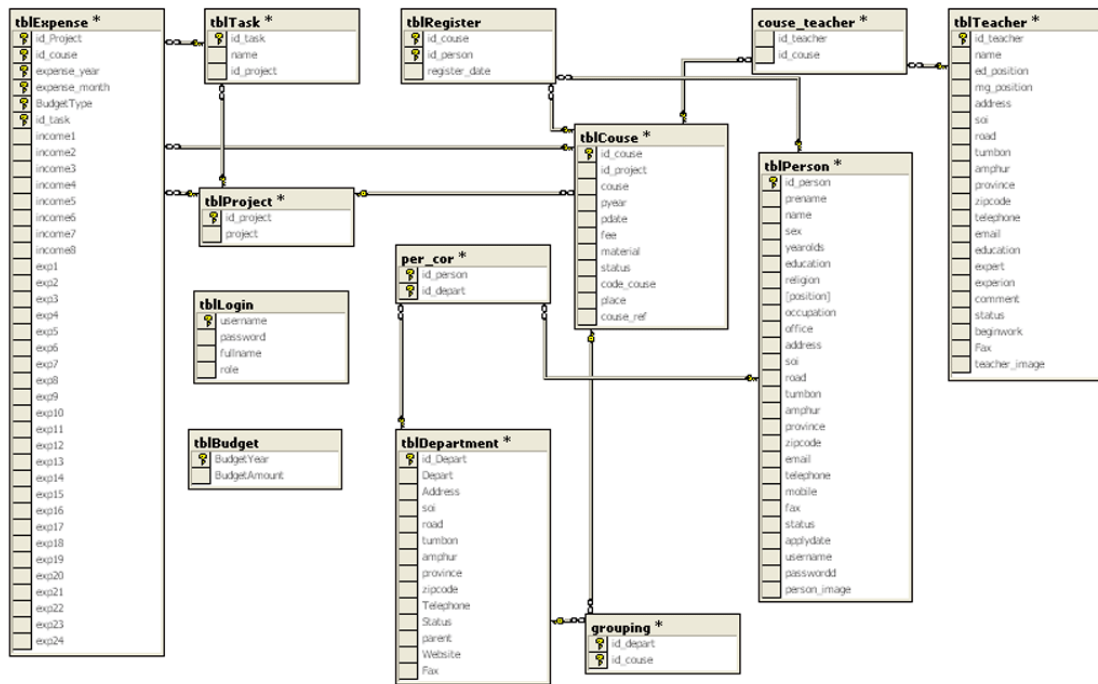 tblExpense *
id_Project
id_couse
expense_year
expense_month
BudgetType
id_task
income1
income2
income3
income4
income5
income6
income7
income8
exp1
exp2
exp3
exp4
exp5
exp6
exp7
exp8
exp9
exp10
exp11
exp12
exp13
exp14
exp15
exp16
exp17
exp18
exp19
exp20
exp21
exp22
exp23
exp24
tblTask *
id_task
name
id_project
tblProject *
id_project
project
tblLogin
username
password
fullname
role
tblBudget
BudgetYear
BudgetAmount
tblRegister
id_couse
id_person
register_date
per_cor *
id_person
id_depart
tblDepartment *
id_Depart
Depart
Address
soi
road
tumbon
amphur
province
zipcode
Telephone
Status
parent
Website
Fax
tblCouse *
id_couse
id_project
couse
pyear
pdate
fee
material
status
code_couse
place
couse_ref
grouping *
id_depart
id_couse
couse_teacher *
id_teacher
id_couse
tblPerson *
id_person
prename
name
sex
yearolds
education
religion
[position]
occupation
office
address
soi
road
tumbon
amphur
province
zipcode
email
telephone
mobile
fax
status
applydate
username
passwordd
person_image
tblTeacher *
id_teacher
name
ed_position
mg_position
address
soi
road
tumbon
amphur
province
zipcode
telephone
email
education
expert
experion
comment
status
beginwork
Fax
teacher_image